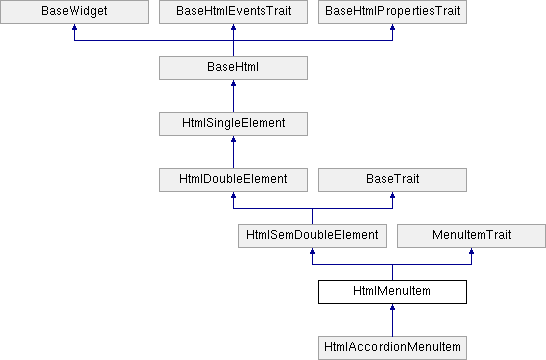 BaseWidget
BaseHtmlEventsTrait
BaseHtmlPropertiesTrait
BaseHtml
HtmlSingleElement
HtmlDoubleElement
BaseTrait
HtmlSemDoubleElement
MenuItemTrait
HtmlMenuItem
HtmlAccordionMenuItem